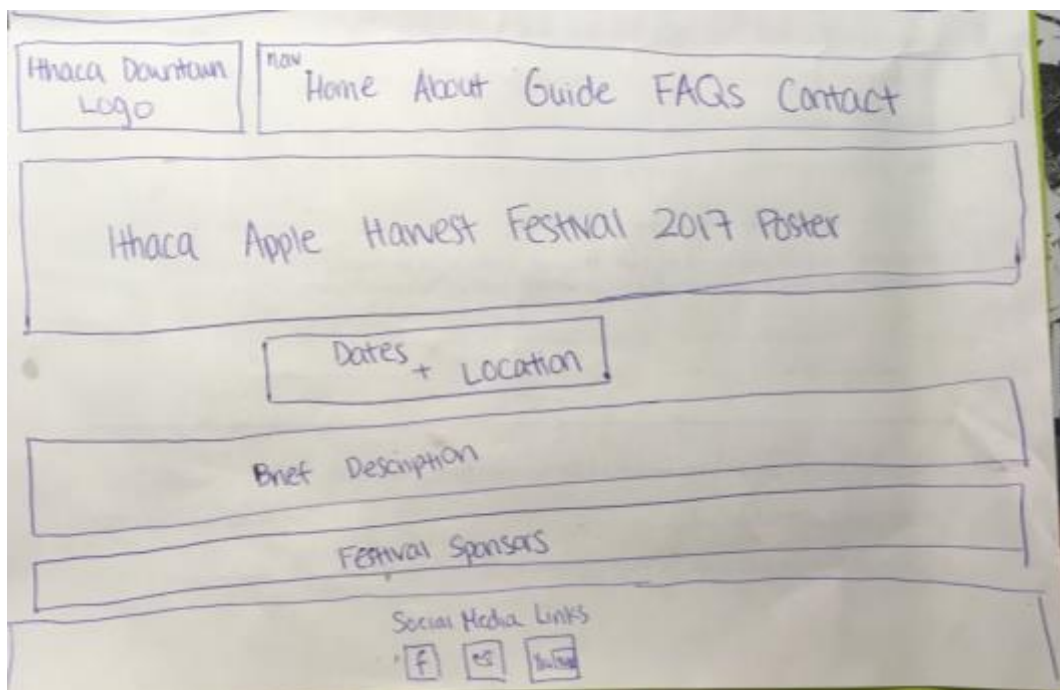 Ithaca Downtown
Logo
nav
Home About Guide FAQs Contact
Ithaca Apple Harvest Festival 2017 Poster
Dates + Location
Brief Description
Festival Sponsors
Social Media Links
f
YouTube